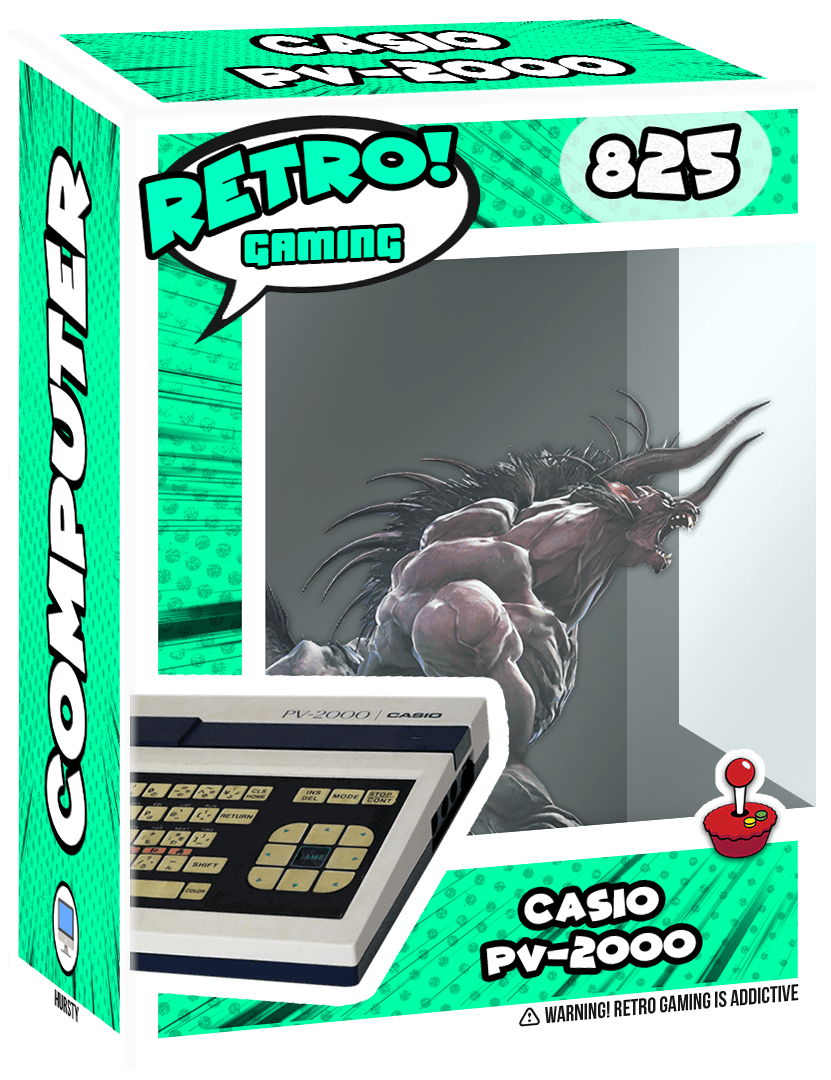 CASIO
PV-2000
RETRO!
GAMING
825
COMPUTER
PV-2000 | CASIO
CLS
HOME
INS
DEL
MODE
STOP
CONT
RETURN
SHIFT
COLOR
CASIO
PV-2000
HURSTY
WARNING! RETRO GAMING IS ADDICTIVE